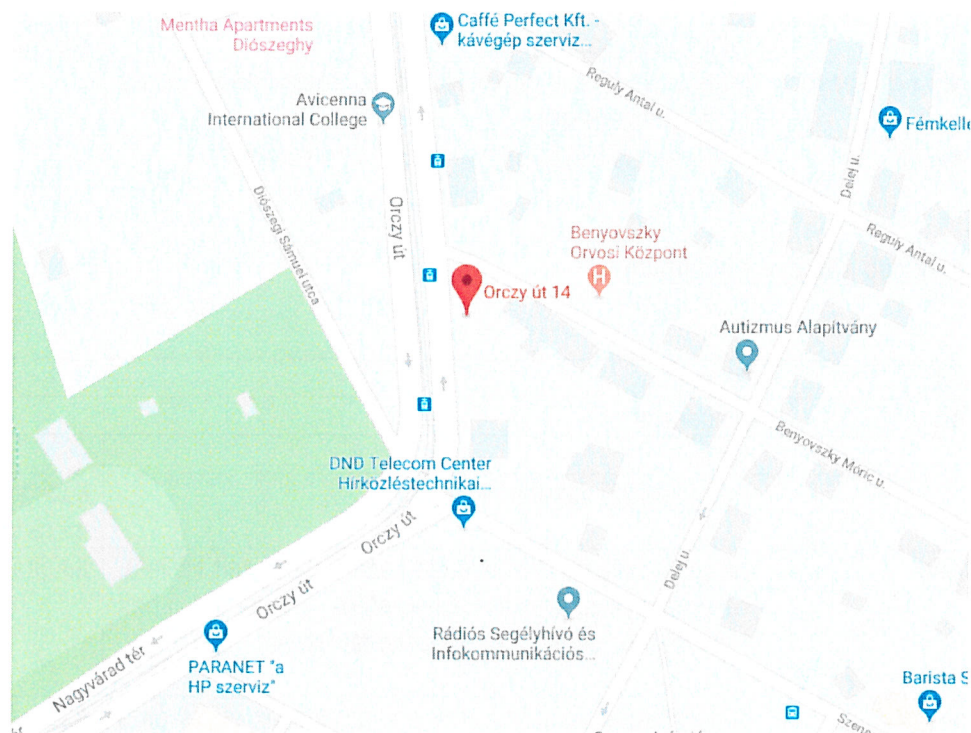 Mentha Apartments
Diószeghy
Caffé Perfect Kft. -
kávégép szerviz...
Reguly Antal u.
Avicenna
International College
Fémkelle
Delej u.
Diószegi Sámuel utca
Orczy út
Reguly Antal u.
Benyovszky
Orvosi Központ
Orczy út 14
Autizmus Alapítvány
Benyovszky Móric u.
DND Telecom Center
Hírközléstechnikai...
Orczy út
Delej u.
Orczy út
Rádiós Segélyhívó és
Infokommunikációs...
PARANET "a
HP szerviz"
Nagyvárad tér
Barista S